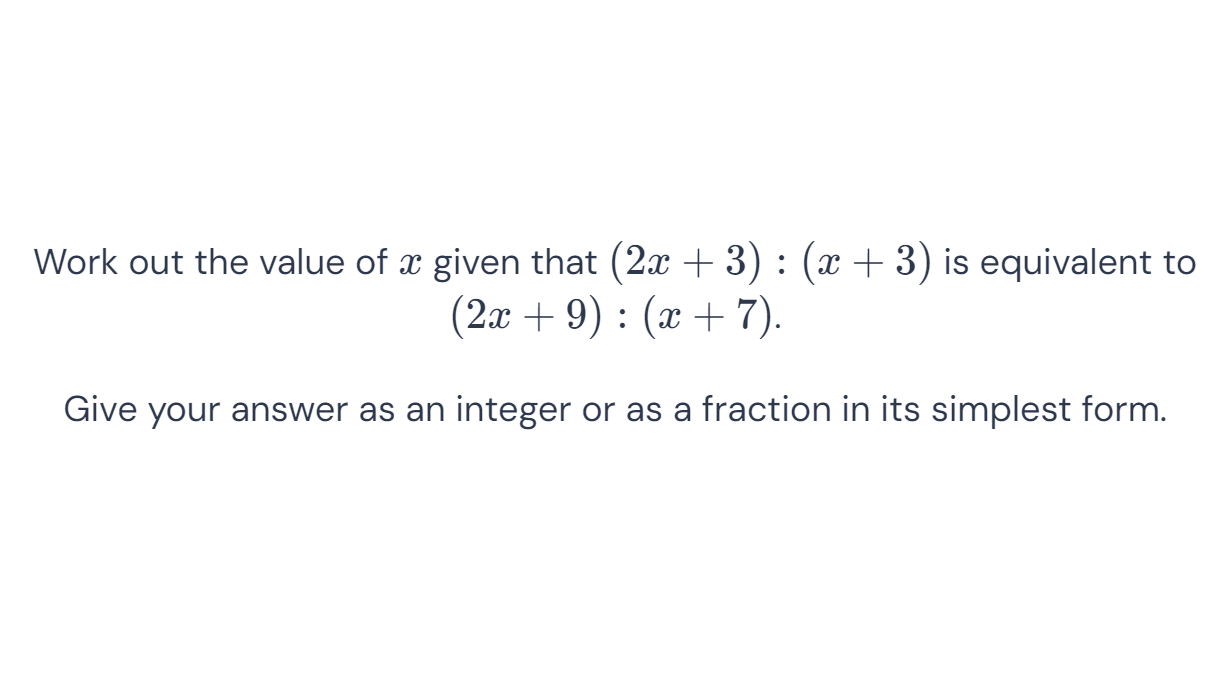 Work out the value of x given that (2x + 3) : (x + 3) is equivalent to
(2x + 9) : (x + 7).
Give your answer as an integer or as a fraction in its simplest form.